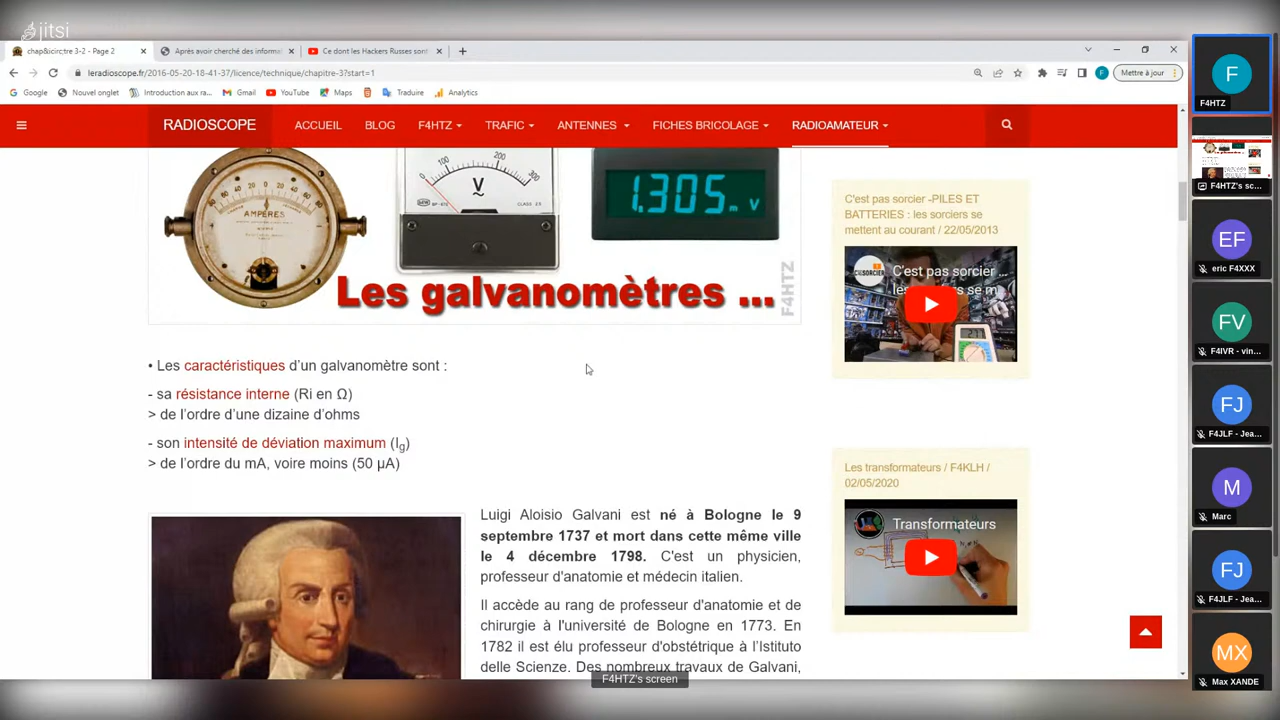 jitsi
chap&icirc;tre 3-2 - Page 2
Après avoir cherché des informa
Ce dont les Hackers Russes sont
leradioscope.fr/2016-05-20-18-41-37/licence/technique/chapitre-3?start=1
F
Mettre à jour
Google
Nouvel onglet
Introduction aux ra...
Gmail
YouTube
Maps
Traduire
Analytics
RADIOSCOPE
ACCUEIL
BLOG
F4HTZ
TRAFIC
ANTENNES
FICHES BRICOLAGE
RADIOAMATEUR
AMPÈRES
0
100
200
300
V
1.305 m V
Les galvanomètres ...
F4HTZ
• Les caractéristiques d'un galvanomètre sont :
- sa résistance interne (Ri en Ω)
> de l'ordre d'une dizaine d'ohms
- son intensité de déviation maximum (Ig)
> de l'ordre du mA, voire moins (50 µA)
Luigi Aloisio Galvani est né à Bologne le 9
septembre 1737 et mort dans cette même ville
le 4 décembre 1798. C'est un physicien,
professeur d'anatomie et médecin italien.
Il accède au rang de professeur d'anatomie et de
chirurgie à l'université de Bologne en 1773. En
1782 il est élu professeur d'obstétrique à l'Istituto
delle Scienze. Des nombreux travaux de Galvani,
C'est pas sorcier -PILES ET
BATTERIES : les sorciers se
mettent au courant / 22/05/2013
C'est pas sorcier ...
Les transformateurs / F4KLH /
02/05/2020
Transformateurs
F4HTZ's screen
F
F4HTZ
F4HTZ's sc...
EF
eric F4XXX
FV
F4IVR - vin...
FJ
F4JLF - Jea...
M
Marc
FJ
F4JLF - Jea...
MX
Max XANDE